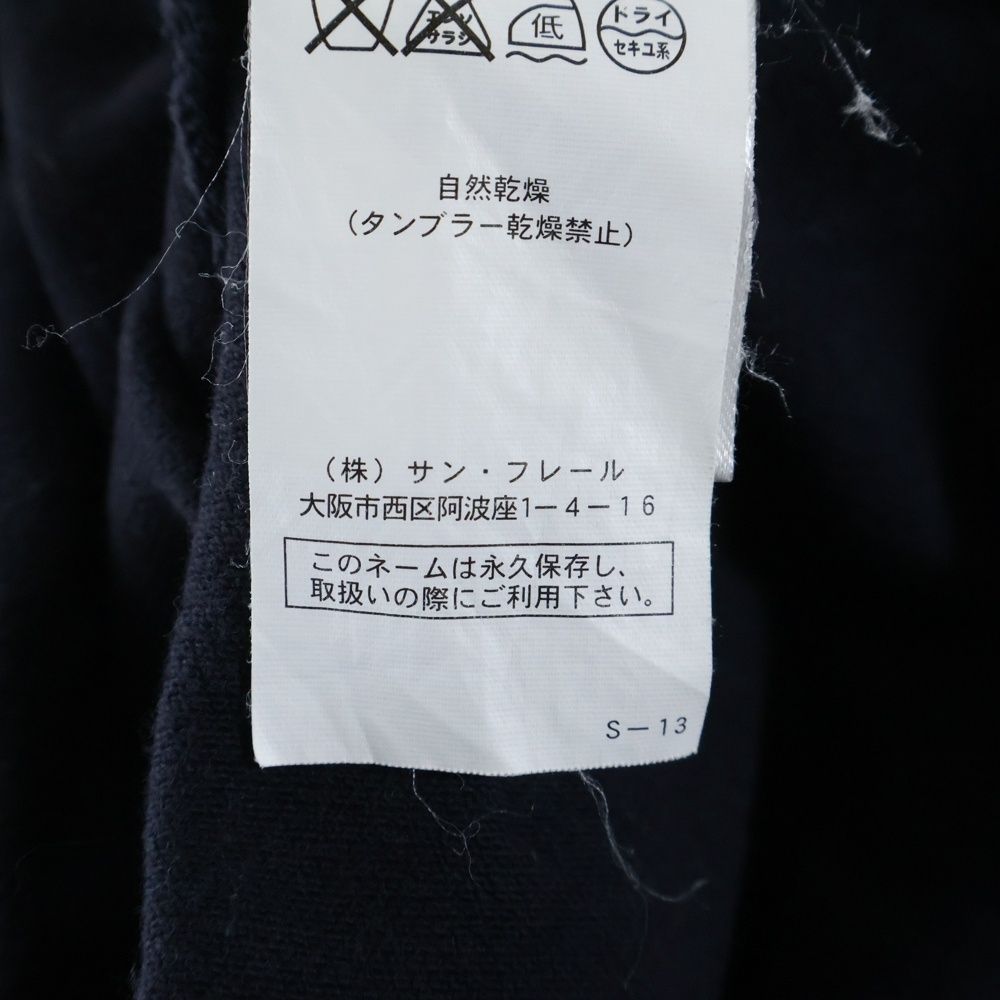 サラシ
低
ドライ
セキユ系
自然乾燥
（タンブラー乾燥禁止）
（株）サン・フレール
大阪市西区阿波座1－4－16
このネームは永久保存し、
取扱いの際にご利用下さい。
S－13